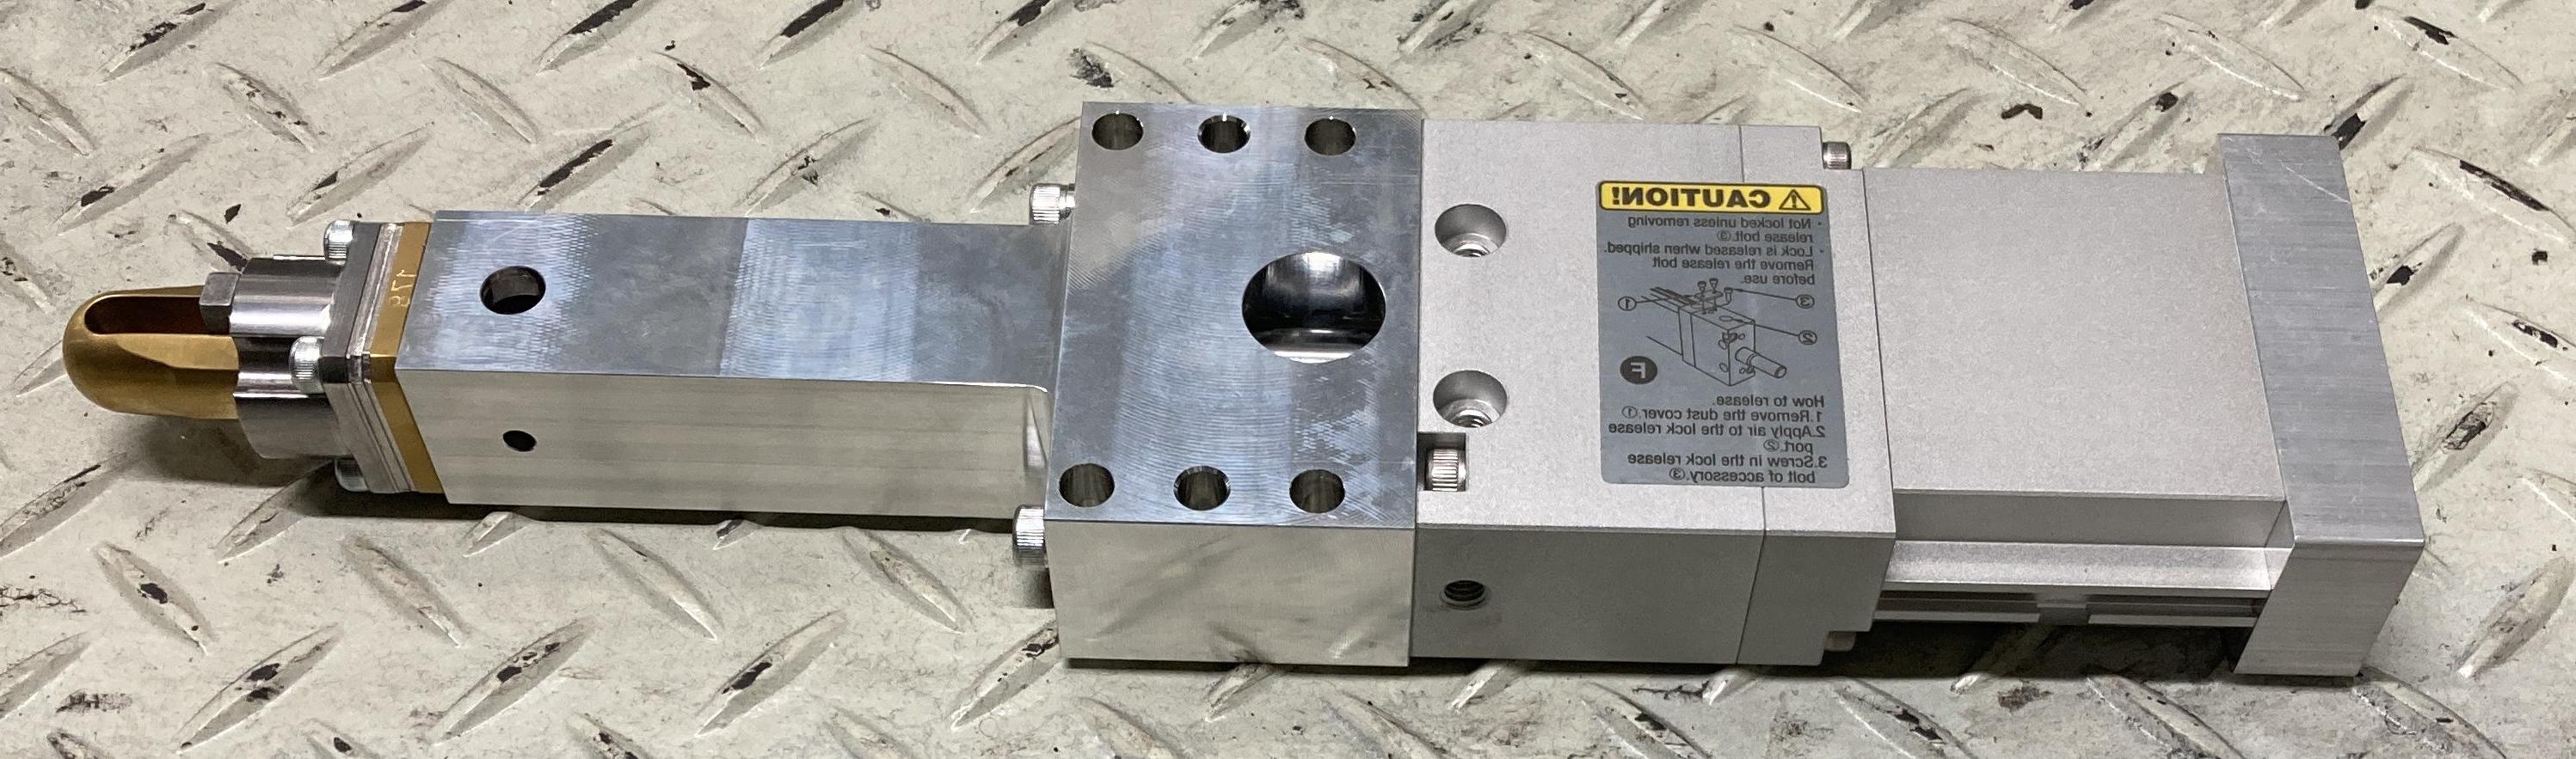 CAUTION!
· Not locked unless removing
release bolt.③
· Lock is released when shipped.
Remove the release bolt
before use.
①
③
②
F
How to release.
1.Remove the dust cover.①
2.Apply air to the lock release
port.②
3.Screw in the lock release
bolt of accessory.③